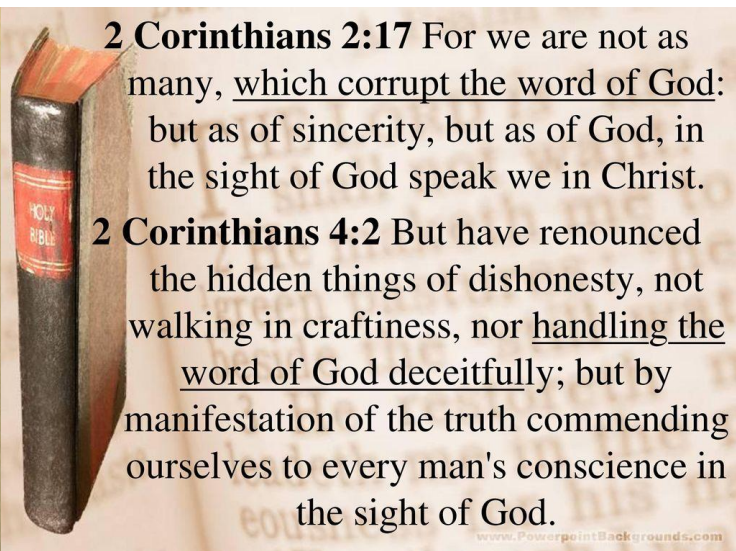 2 Corinthians 2:17 For we are not as
many, which corrupt the word of God:
but as of sincerity, but as of God, in
the sight of God speak we in Christ.
HOLY
BIBLE
2 Corinthians 4:2 But have renounced
the hidden things of dishonesty, not
walking in craftiness, nor handling the
word of God deceitfully; but by
manifestation of the truth commending
ourselves to every man's conscience in
the sight of God.
www.PowerpointBackgrounds.com